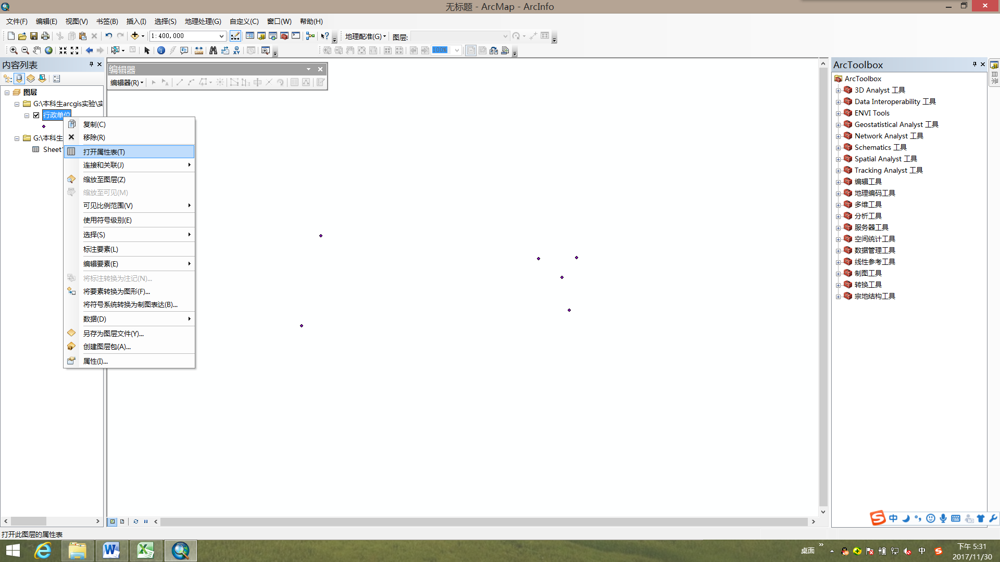 无标题 - ArcMap - ArcInfo
文件(F) 编辑(E) 视图(V) 书签(B) 插入(I) 选择(S) 地理处理(G) 自定义(C) 窗口(W) 帮助(H)
1:400,000
地理配准(G)
图层:
100%
内容列表
图层
G:\本科生arcgis实验\实
行政单位
G:\本科生
Sheet
编辑器
编辑器(R)
复制(C)
移除(R)
打开属性表(T)
连接和关联(J)
缩放至图层(Z)
缩放至可见(M)
可见比例范围(V)
使用符号级别(E)
选择(S)
标注要素(L)
编辑要素(E)
将标注转换为注记(N)...
将要素转换为图形(F)...
将符号系统转换为制图表达(B)...
数据(D)
另存为图层文件(Y)...
创建图层包(A)...
属性(I)...
ArcToolbox
ArcToolbox
3D Analyst 工具
Data Interoperability 工具
ENVI Tools
Geostatistical Analyst 工具
Network Analyst 工具
Schematics 工具
Spatial Analyst 工具
Tracking Analyst 工具
编辑工具
地理编码工具
多维工具
分析工具
服务器工具
空间统计工具
数据管理工具
线性参考工具
制图工具
转换工具
宗地结构工具
中
打开此图层的属性表
桌面
中
下午 5:31
2017/11/30